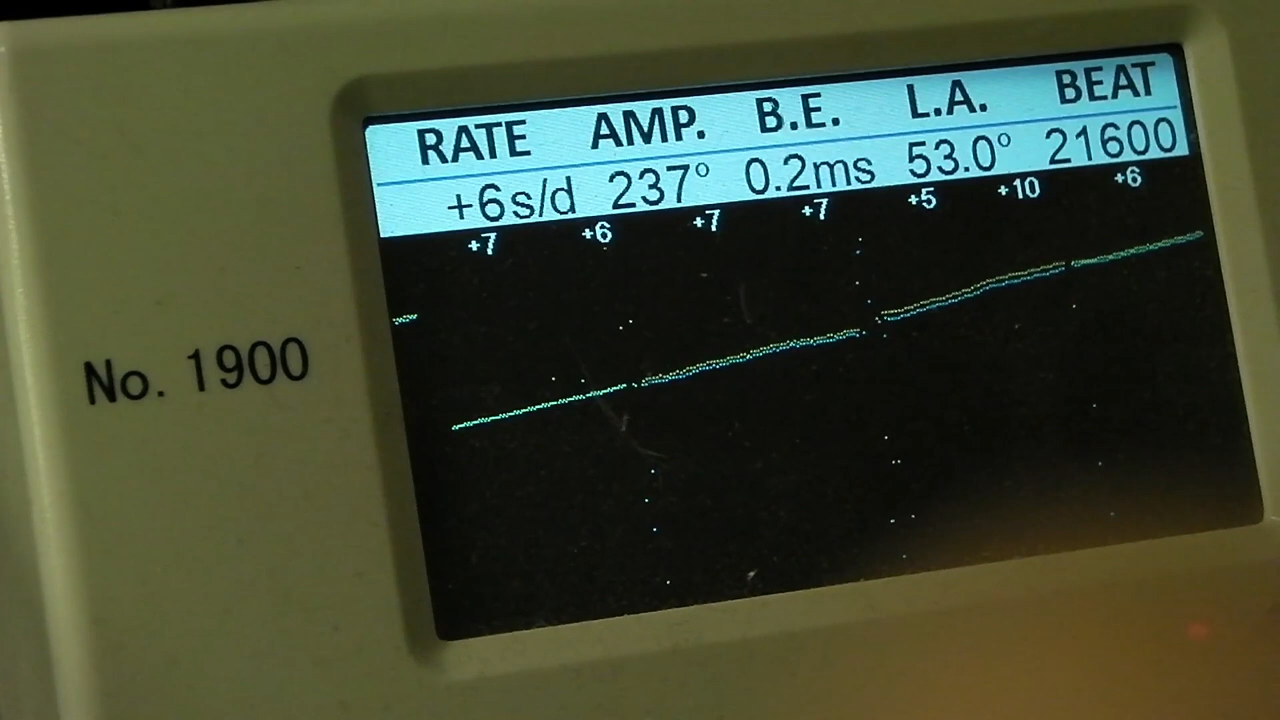 RATE AMP. B.E. L.A. BEAT
+6s/d 237° 0.2ms 53.0° 21600
+7 +6 +7 +7 +5 +10 +6
No. 1900